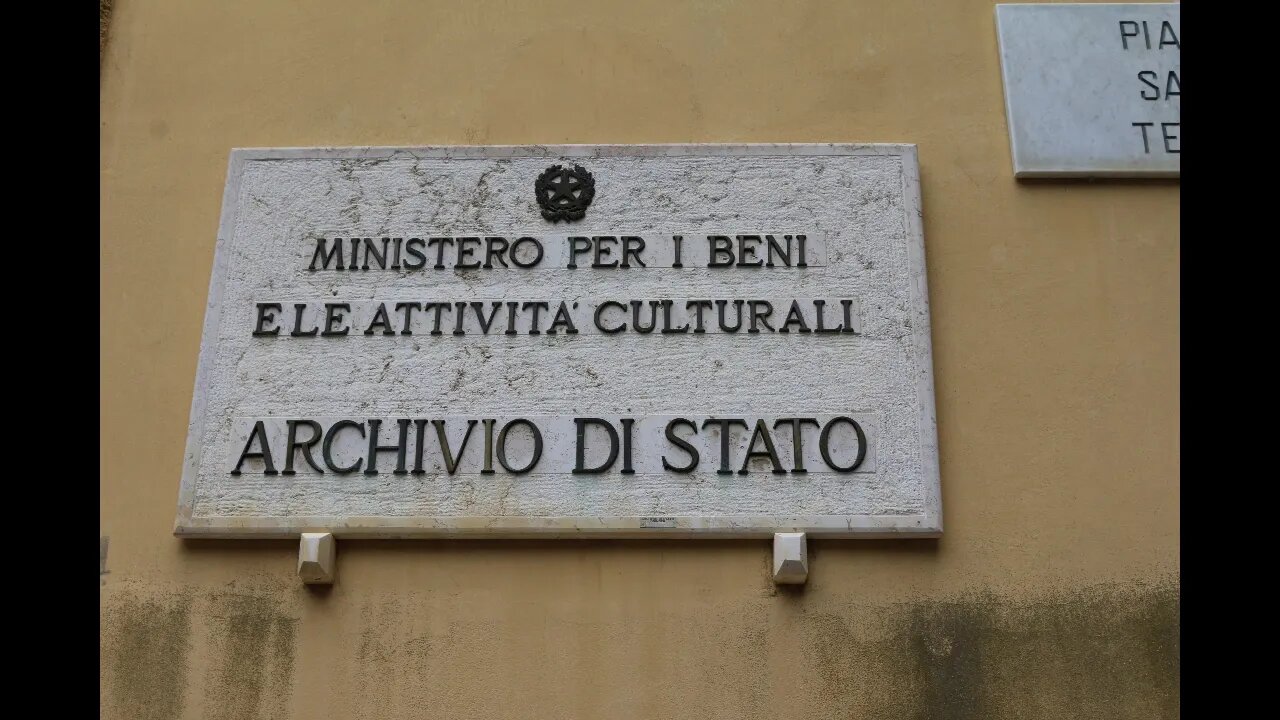 MINISTERO PER I BENI
E LE ATTIVITA' CULTURALI
ARCHIVIO DI STATO
PIA
SA
TE